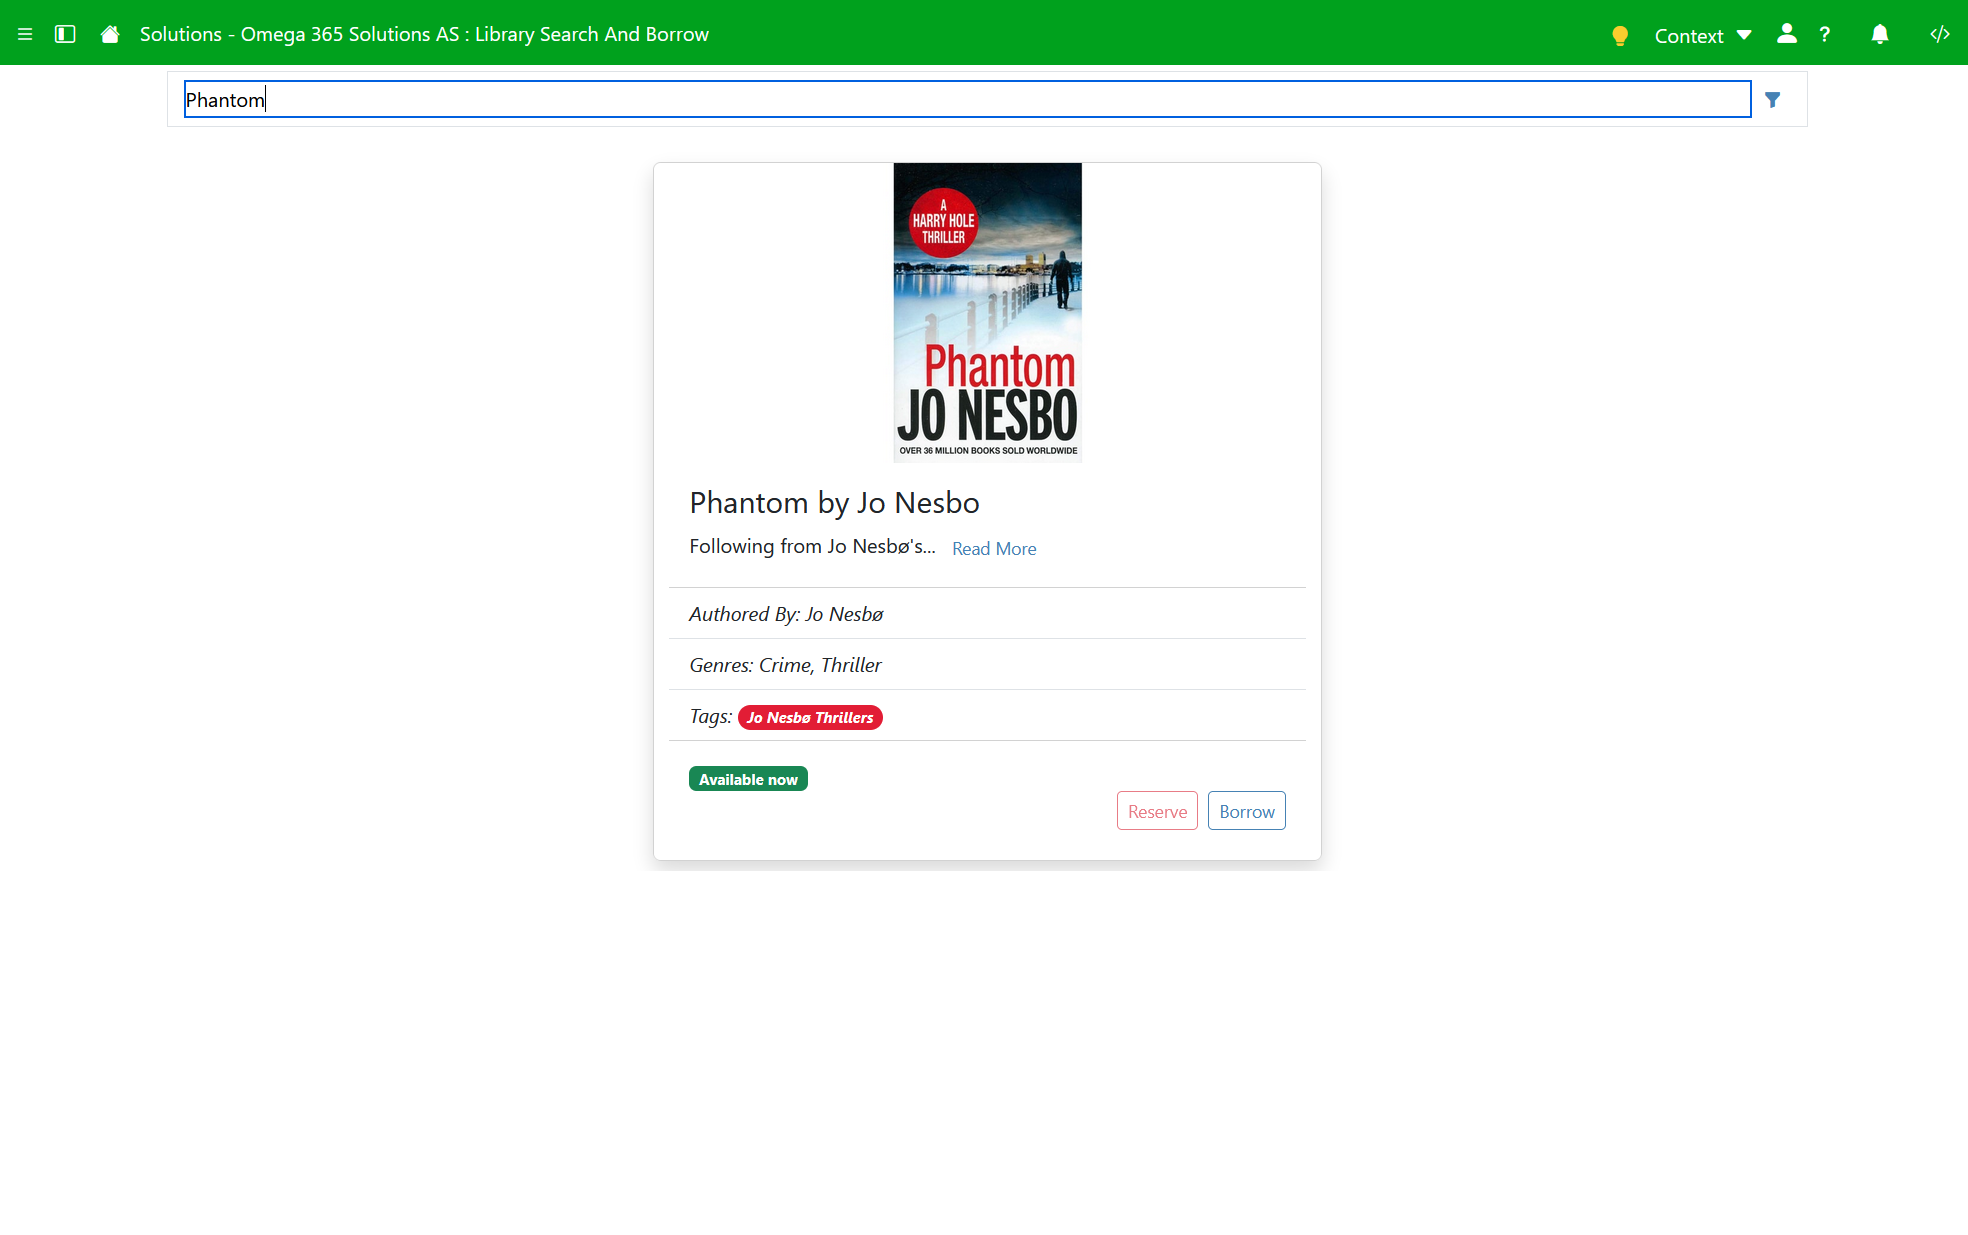 Solutions - Omega 365 Solutions AS : Library Search And Borrow
Context
?
</>
Phantom
A
HARRY HOLE
THRILLER
Phantom
JO NESBO
OVER 36 MILLION BOOKS SOLD WORLDWIDE
Phantom by Jo Nesbo
Following from Jo Nesbø's... Read More
Authored By: Jo Nesbø
Genres: Crime, Thriller
Tags: Jo Nesbø Thrillers
Available now
Reserve Borrow